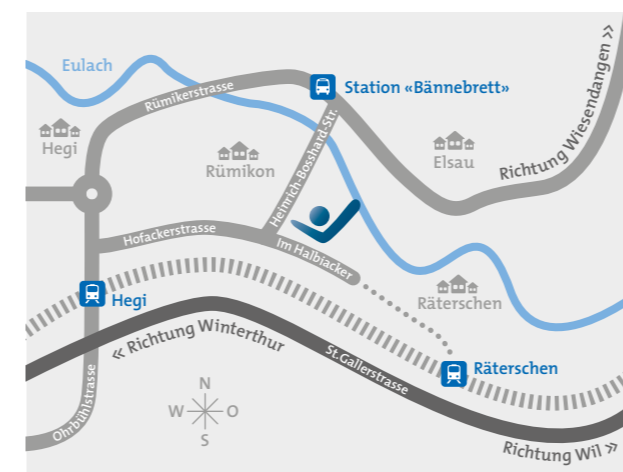 Eulach
Rümikerstrasse
Station «Bännebrett»
Richtung Wiesendangen »
Hegi
Rümikon
Heinrich-Bosshard-Str.
Elsau
Hofackerstrasse
Im Halbiacker
Räterschen
Hegi
« Richtung Winterthur
St.Gallerstrasse
Räterschen
Ohrbühlstrasse
N
W O
S
Richtung Wil »